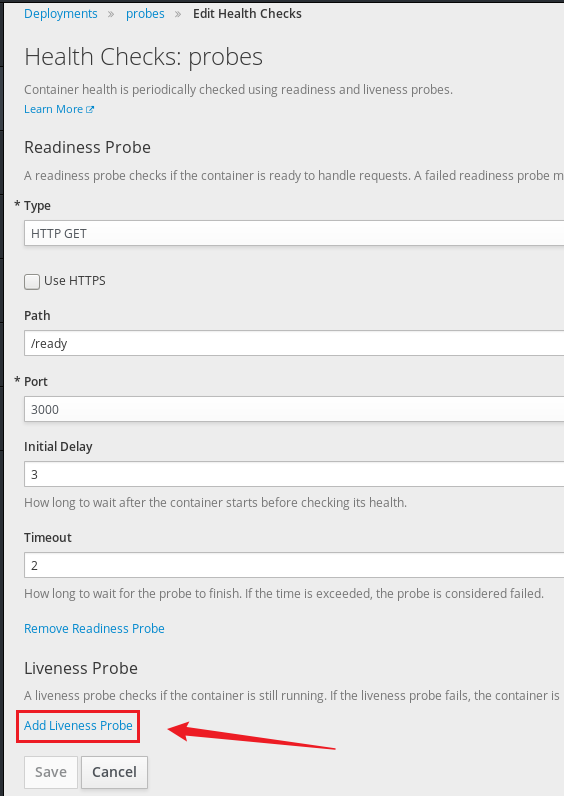 Deployments » probes » Edit Health Checks
Health Checks: probes
Container health is periodically checked using readiness and liveness probes.
Learn More
Readiness Probe
A readiness probe checks if the container is ready to handle requests. A failed readiness probe m
* Type
HTTP GET
Use HTTPS
Path
/ready
* Port
3000
Initial Delay
3
How long to wait after the container starts before checking its health.
Timeout
2
How long to wait for the probe to finish. If the time is exceeded, the probe is considered failed.
Remove Readiness Probe
Liveness Probe
A liveness probe checks if the container is still running. If the liveness probe fails, the container is
Add Liveness Probe
Save Cancel